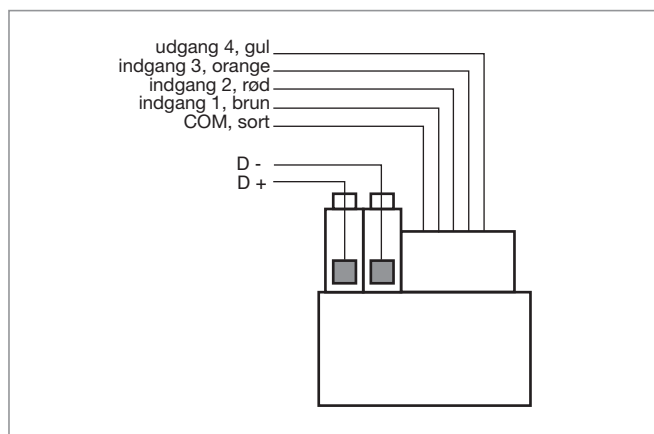 udgang 4, gul
indgang 3, orange
indgang 2, rød
indgang 1, brun
COM, sort
D -
D +